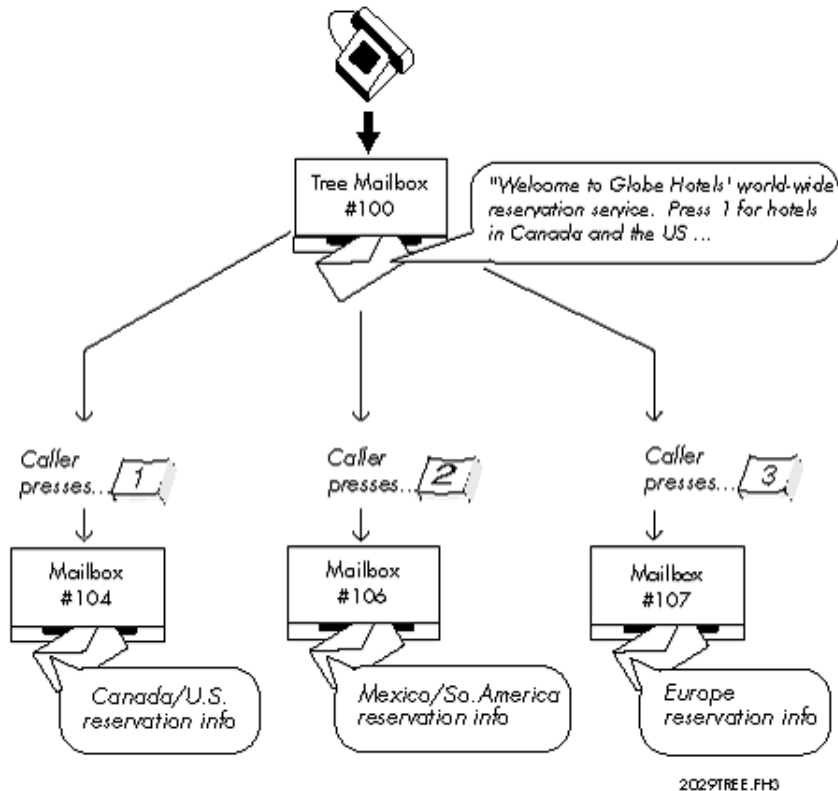 Tree Mailbox
#100
"Welcome to Globe Hotels' world-wide
reservation service. Press 1 for hotels
in Canada and the US ...
Caller
presses...
1
Caller
presses...
2
Caller
presses...
3
Mailbox
#104
Mailbox
#106
Mailbox
#107
Canada/U.S.
reservation info
Mexico/So.America
reservation info
Europe
reservation info
2029TREE.FH3